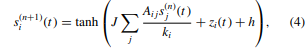 s_i^{(n+1)}(t) = tanh ( J ∑_j A_{ij} s_j^{(n)}(t) / k_i + z_i(t) + h ), (4)